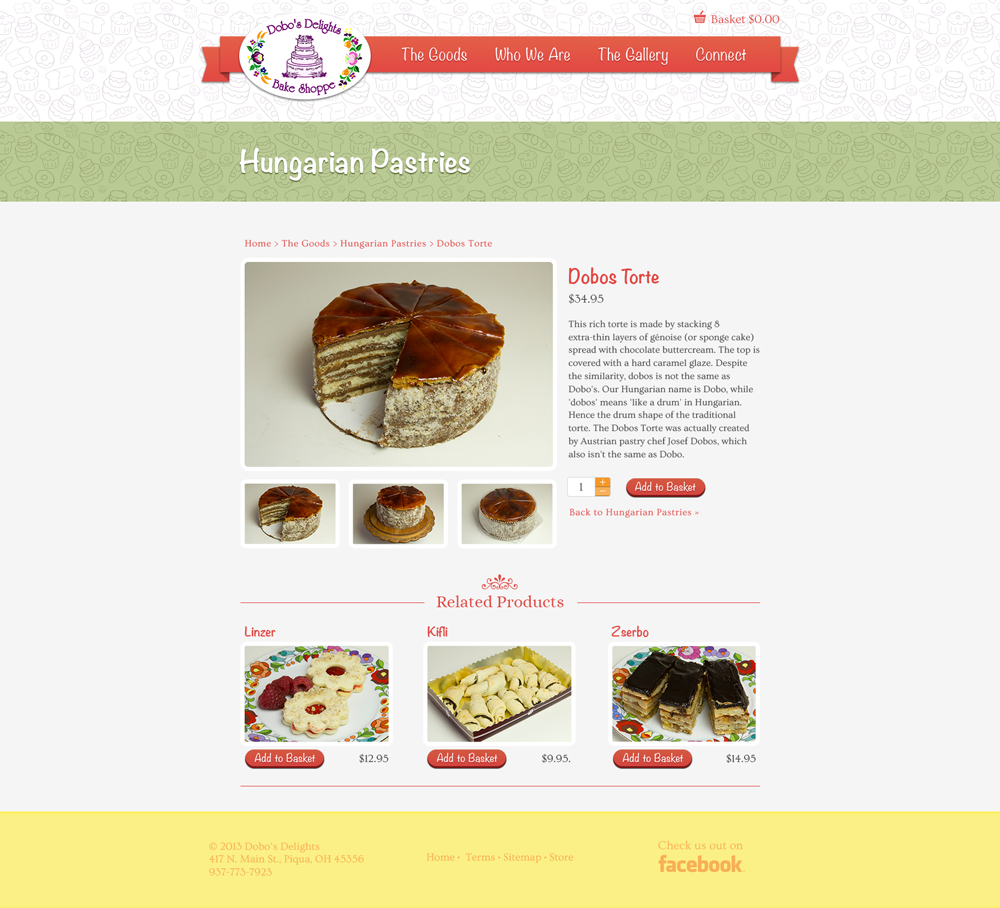 Basket $0.00
Dobo's Delights
Bake Shoppe
The Goods Who We Are The Gallery Connect
Hungarian Pastries
Home > The Goods > Hungarian Pastries > Dobos Torte
Dobos Torte
$34.95
This rich torte is made by stacking 8
extra-thin layers of génoise (or sponge cake)
spread with chocolate buttercream. The top is
covered with a hard caramel glaze. Despite
the similarity, dobos is not the same as
Dobo's. Our Hungarian name is Dobo, while
'dobos' means 'like a drum' in Hungarian.
Hence the drum shape of the traditional
torte. The Dobos Torte was actually created
by Austrian pastry chef Josef Dobos, which
also isn't the same as Dobo.
1 + − Add to Basket
Back to Hungarian Pastries »
Related Products
Linzer Kifli Zserbo
Add to Basket $12.95 Add to Basket $9.95. Add to Basket $14.95
© 2013 Dobo's Delights
417 N. Main St., Piqua, OH 45356
937-773-7923
Home • Terms • Sitemap • Store
Check us out on
facebook.